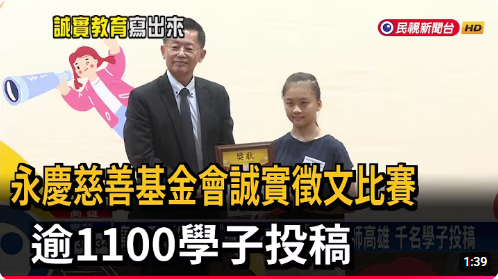 誠實教育寫出來
民視新聞台 HD
獎狀
永慶慈善基金會誠實徵文比賽
高雄 千名學子投稿
逾1100學子投稿
1:39